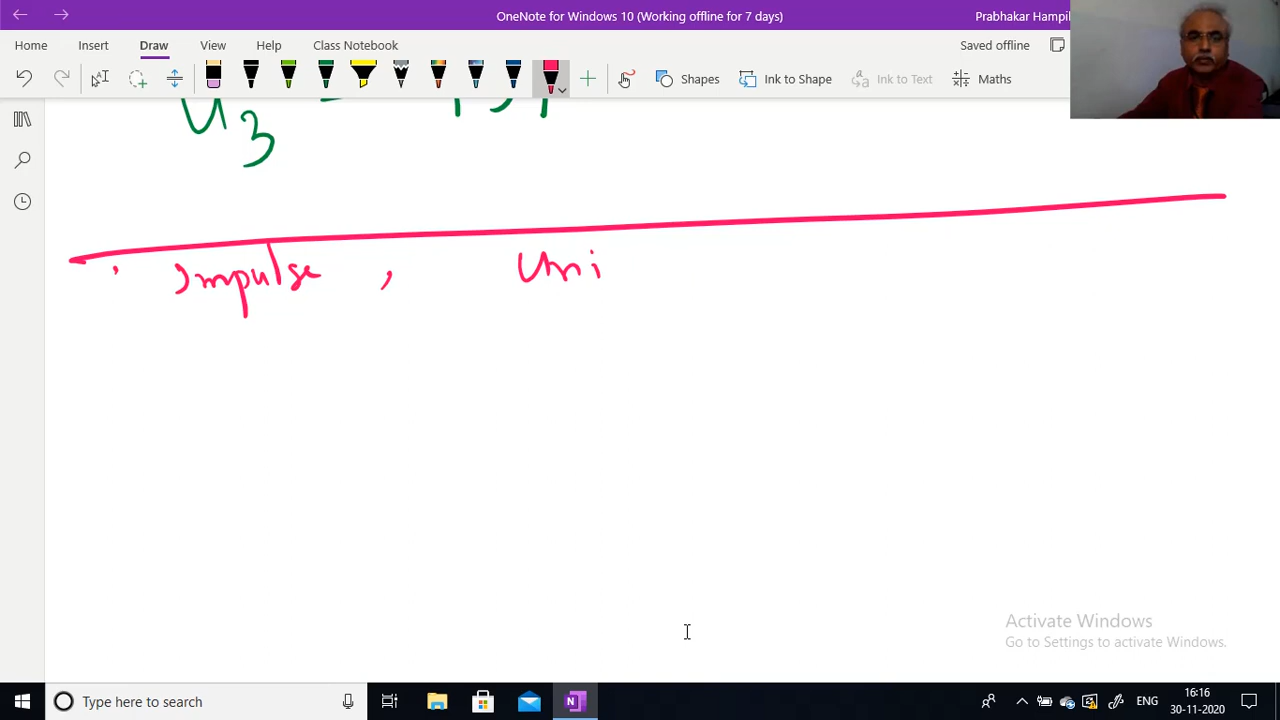 OneNote for Windows 10 (Working offline for 7 days)
Prabhakar Hampil
Home Insert Draw View Help Class Notebook Saved offline
Shapes Ink to Shape Ink to Text Maths
u3
Impulse , Uni
Activate Windows
Go to Settings to activate Windows.
Type here to search
ENG
16:16
30-11-2020